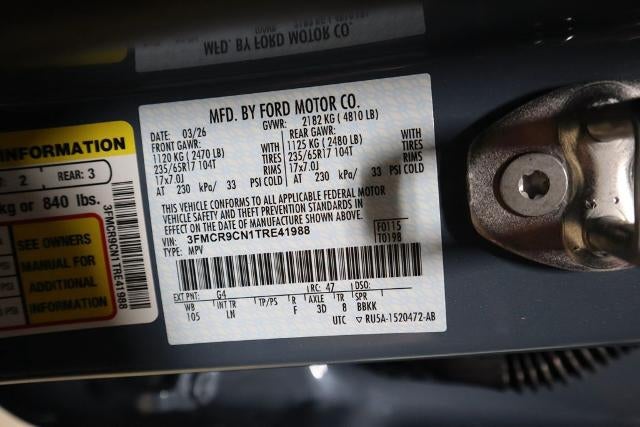 MFD. BY FORD MOTOR CO.
MFD. BY FORD MOTOR CO.
DATE: 03/26 GVWR: 2182 KG (4810 LB)
FRONT GAWR: REAR GAWR:
1120 KG (2470 LB) WITH 1125 KG (2480 LB) WITH
235/65R17 104T TIRES 235/65R17 104T TIRES
17x7.0J RIMS 17x7.0J RIMS
AT 230 kPa/ 33 PSI COLD AT 230 kPa/ 33 PSI COLD
THIS VEHICLE CONFORMS TO ALL APPLICABLE FEDERAL MOTOR
VEHICLE SAFETY AND THEFT PREVENTION STANDARDS IN
EFFECT ON THE DATE OF MANUFACTURE SHOWN ABOVE.
VIN: 3FMCR9CN1TRE41988 F0115
TYPE: MPV T0198
EXT PNT: G4 RC: 47 DSO:
WB INT TR TP/PS R AXLE TR SPR
105 LN F 3D 8 BBKK
UTC ▽ RU5A-1520472-AB
INFORMATION
2 REAR: 3
kg or 840 lbs.
SEE OWNERS
MANUAL FOR
ADDITIONAL
INFORMATION
3FMCR9CN1TRE41988